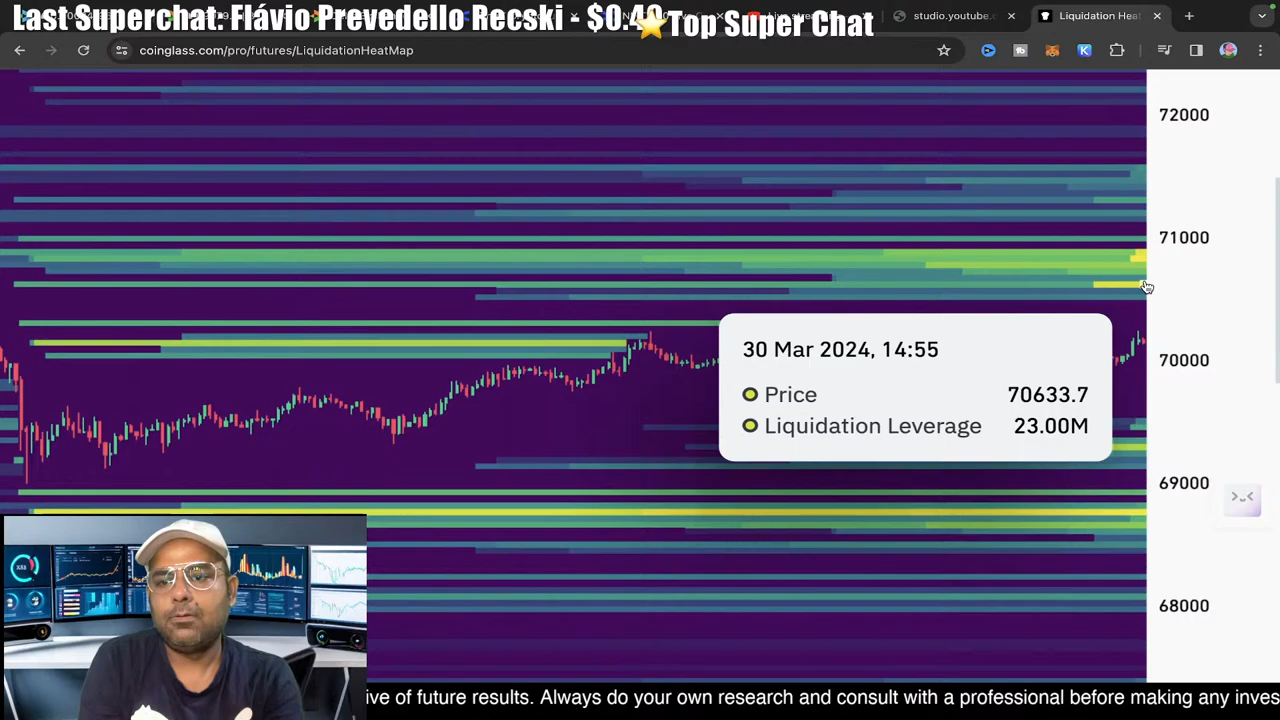 Last Superchat: Flávio Prevedello Recski - $0.40
⭐Top Super Chat
studio.youtube.c
Liquidation Heat
coinglass.com/pro/futures/LiquidationHeatMap
72000
71000
70000
69000
68000
30 Mar 2024, 14:55
Price 70633.7
Liquidation Leverage 23.00M
ive of future results. Always do your own research and consult with a professional before making any inves